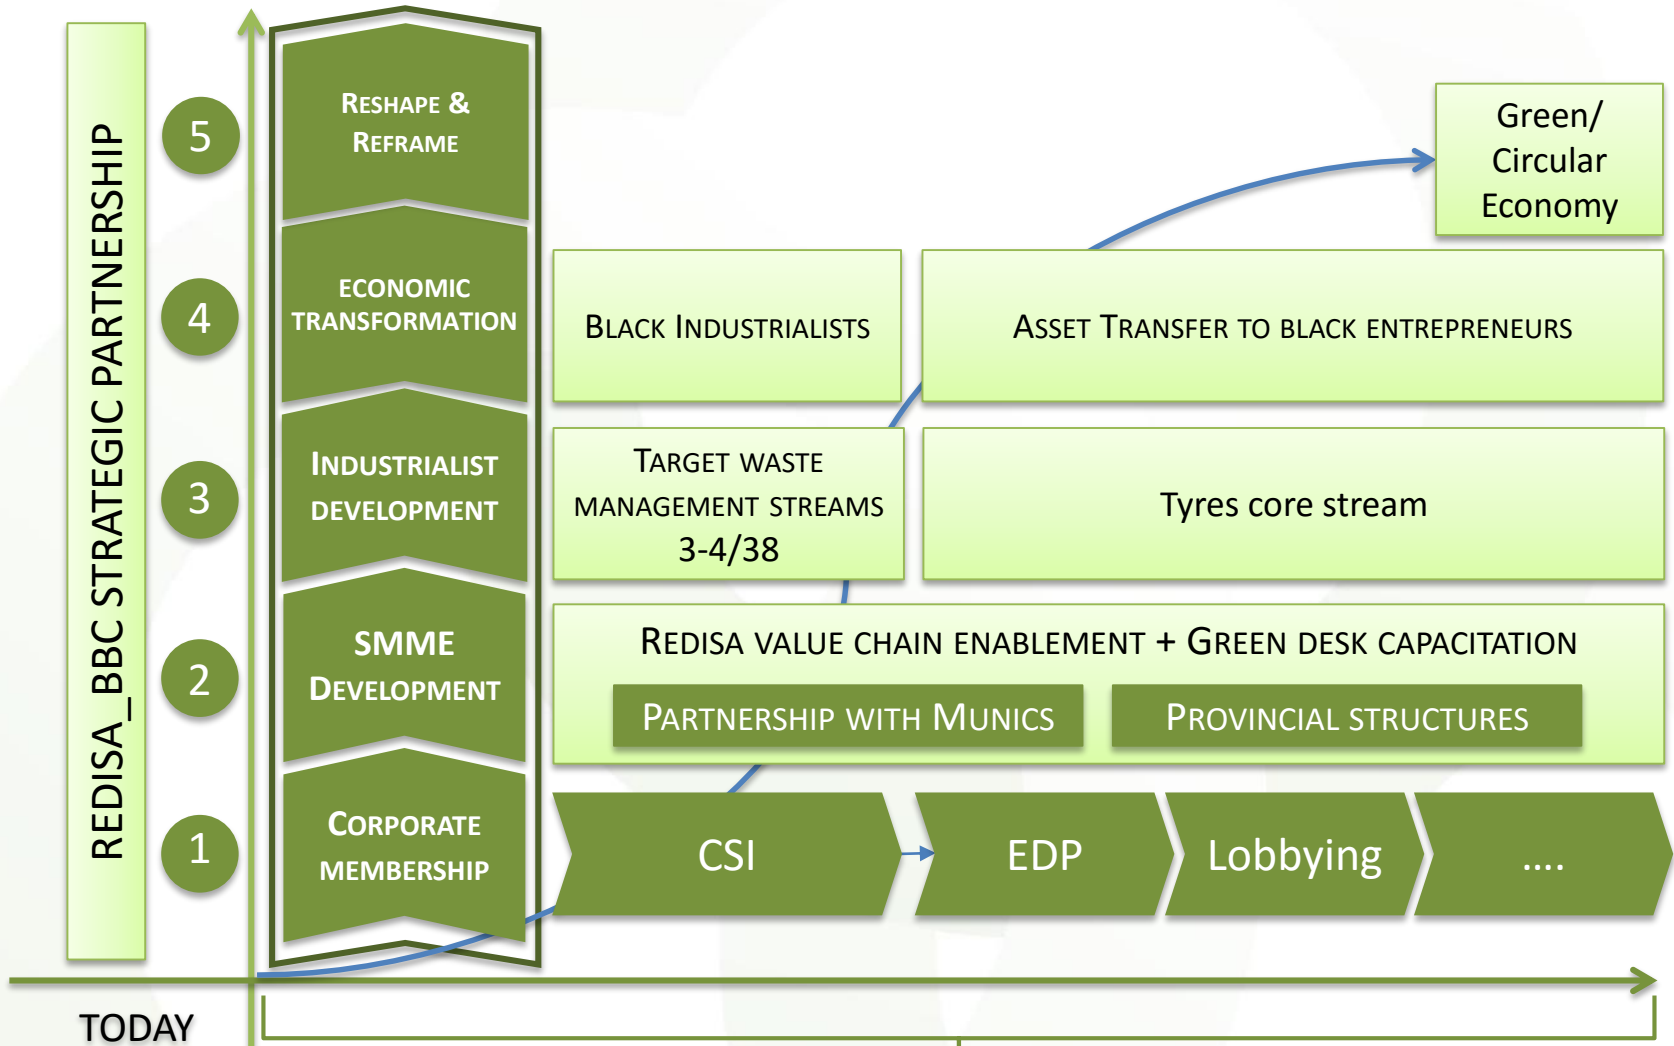 REDISA_BBC STRATEGIC PARTNERSHIP
5
RESHAPE &
REFRAME
Green/
Circular
Economy
4
ECONOMIC
TRANSFORMATION
BLACK INDUSTRIALISTS
ASSET TRANSFER TO BLACK ENTREPRENEURS
3
INDUSTRIALIST
DEVELOPMENT
TARGET WASTE
MANAGEMENT STREAMS
3-4/38
Tyres core stream
2
SMME
DEVELOPMENT
REDISA VALUE CHAIN ENABLEMENT + GREEN DESK CAPACITATION
PARTNERSHIP WITH MUNICS
PROVINCIAL STRUCTURES
1
CORPORATE
MEMBERSHIP
CSI
EDP
Lobbying
....
TODAY